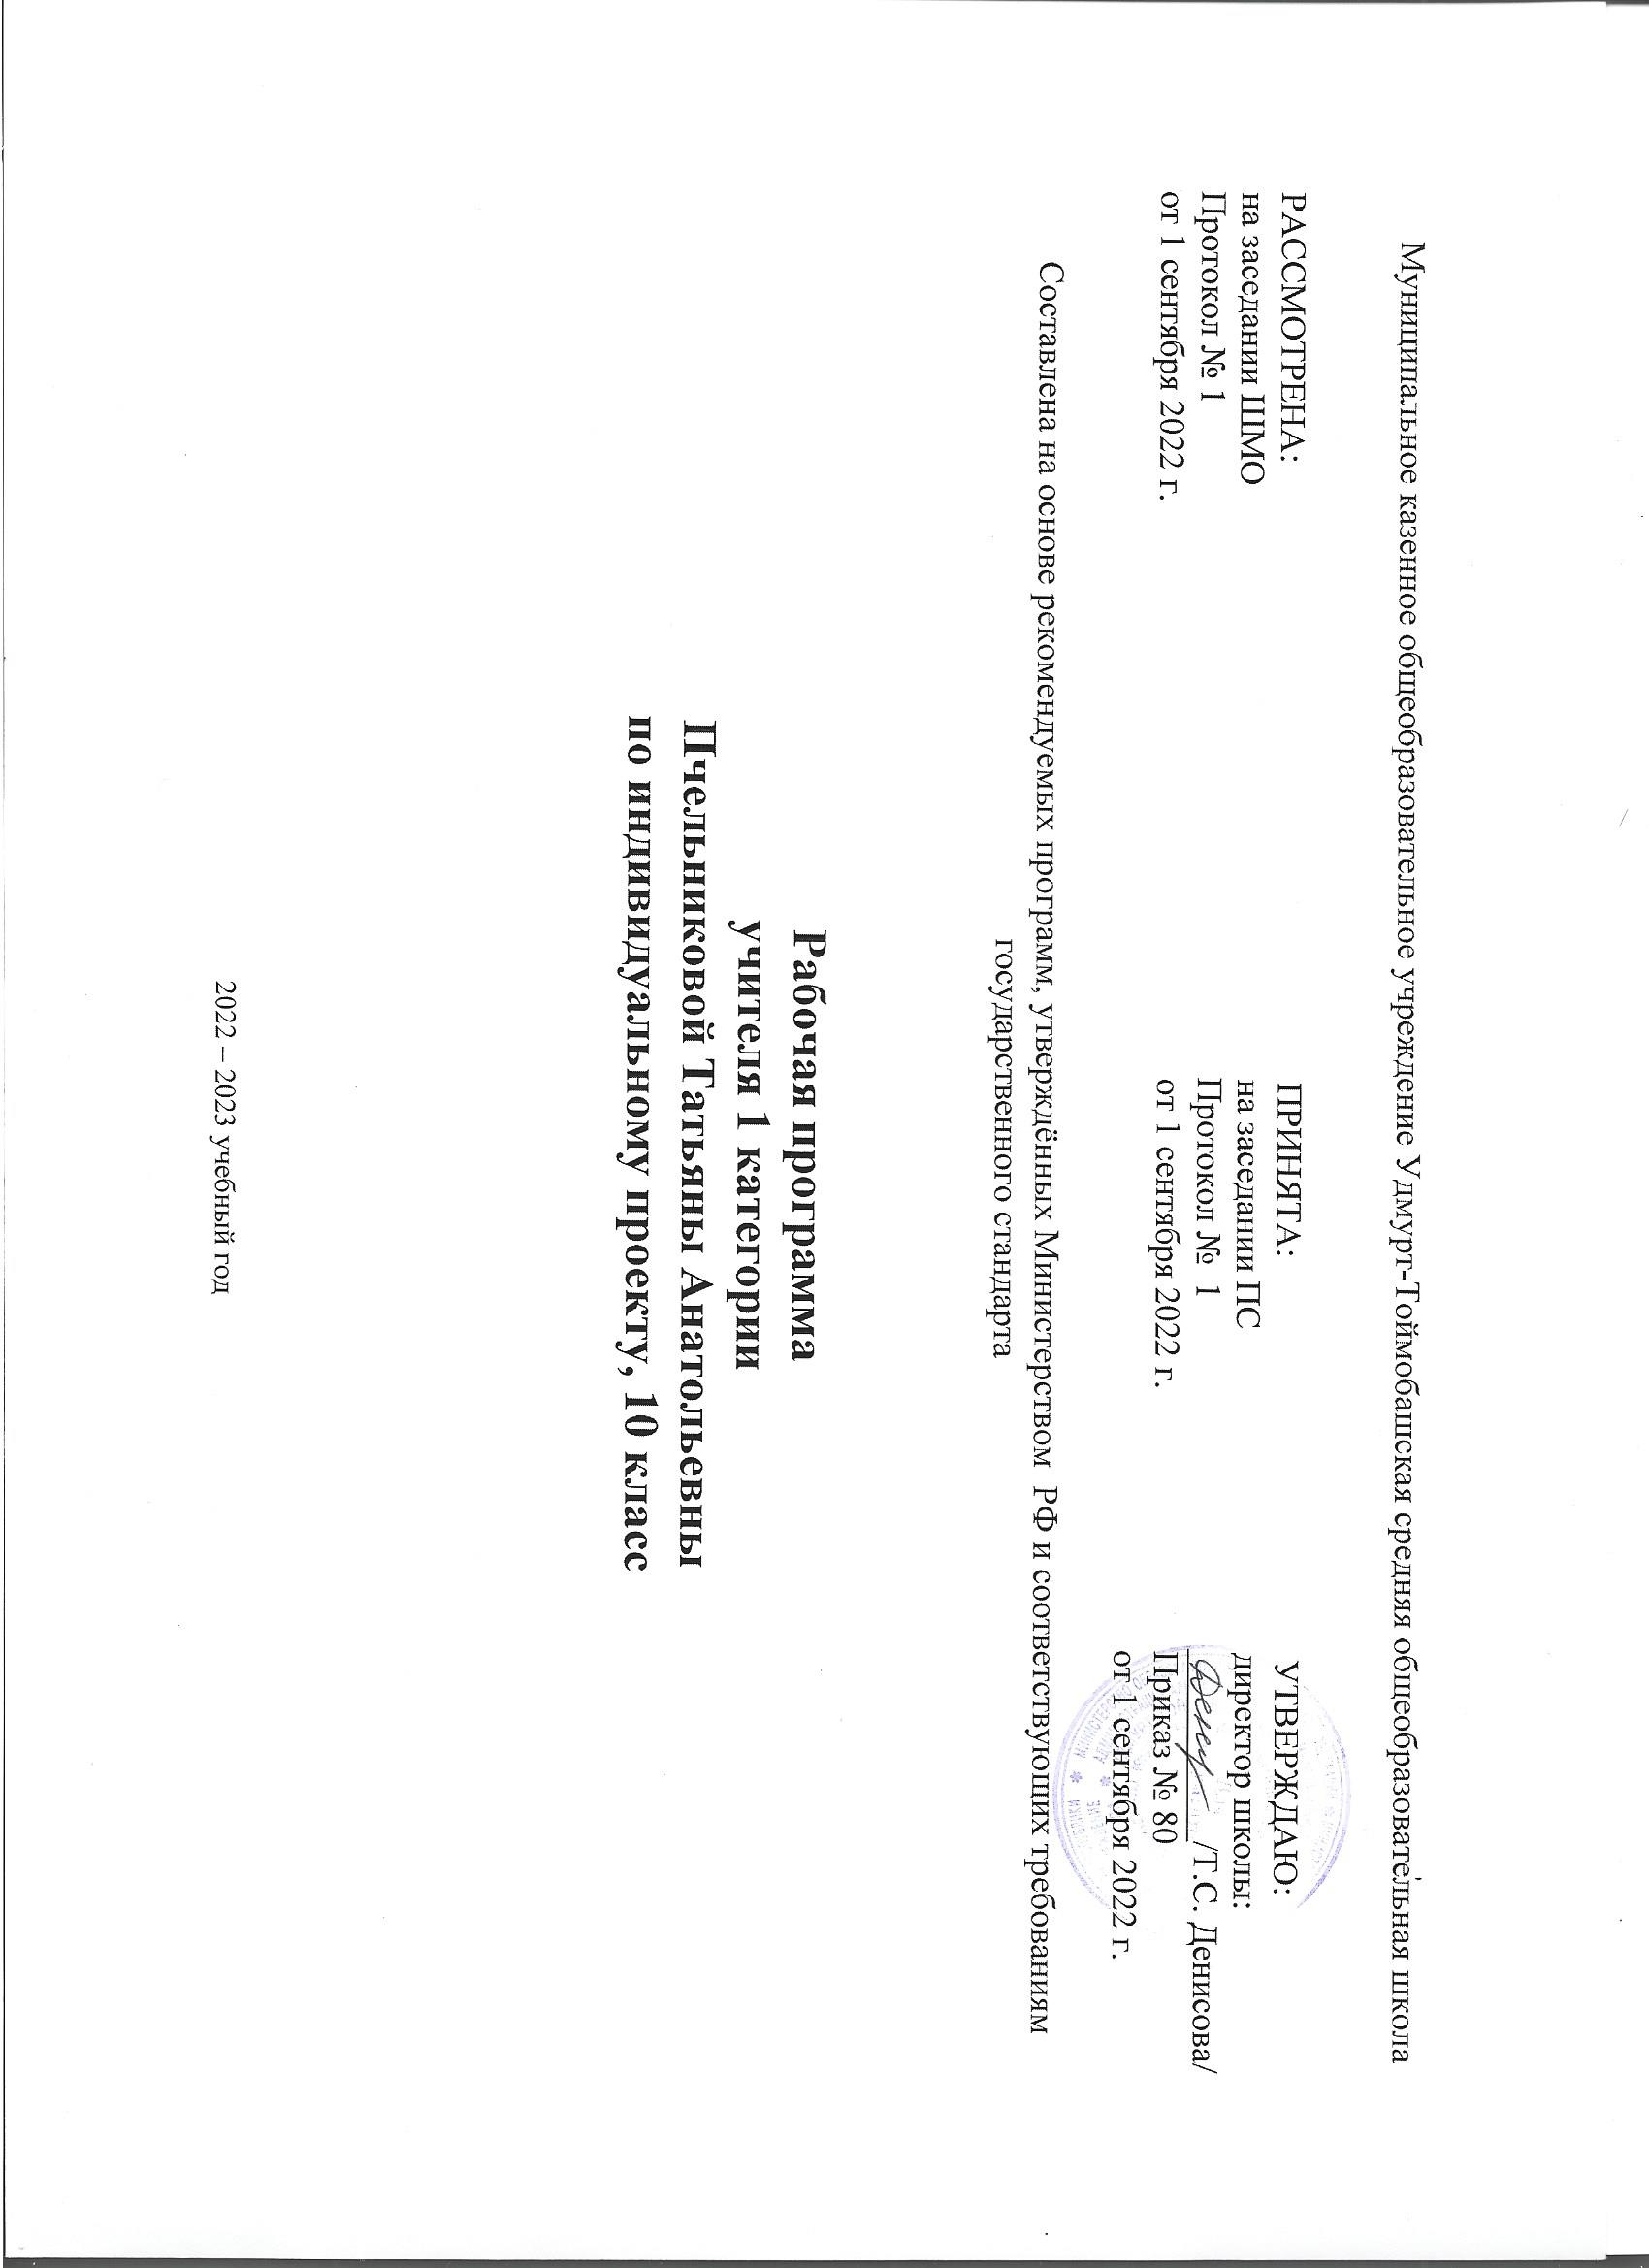 Муниципальное казенное общеобразовательное учреждение Удмурт-Тоймобашская средняя общеобразовательная школа
РАССМОТРЕНА:
на заседании ШМО
Протокол № 1
от 1 сентября 2022 г.
ПРИНЯТА:
на заседании ПС
Протокол № 1
от 1 сентября 2022 г.
УТВЕРЖДАЮ:
директор школы:
/Т.С. Денисова/
Приказ № 80
от 1 сентября 2022 г.
Составлена на основе рекомендуемых программ, утверждённых Министерством РФ и соответствующих требованиям
государственного стандарта
Рабочая программа
учителя 1 категории
Пчельниковой Татьяны Анатольевны
по индивидуальному проекту, 10 класс
2022 – 2023 учебный год